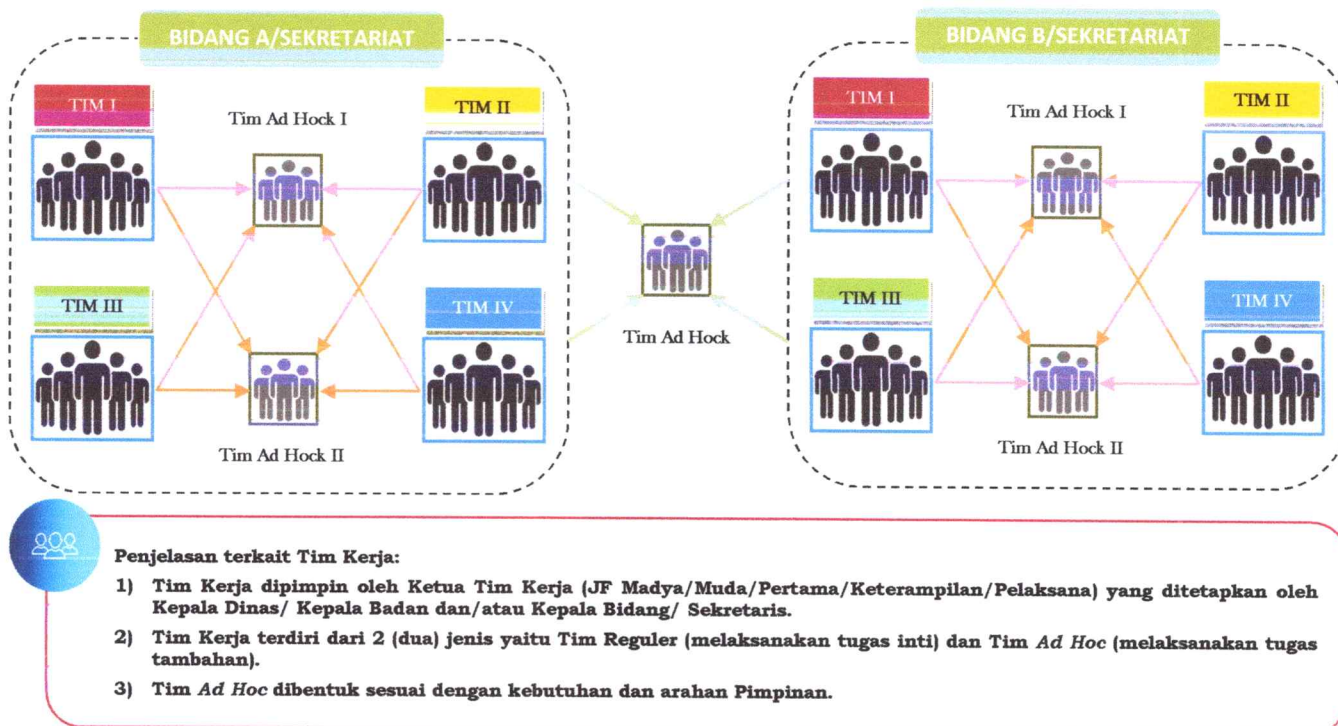 BIDANG A/SEKRETARIAT
BIDANG B/SEKRETARIAT
TIM I
Tim Ad Hock I
TIM II
TIM I
Tim Ad Hock I
TIM II
TIM III
TIM IV
Tim Ad Hock
TIM III
TIM IV
Tim Ad Hock II
Tim Ad Hock II
Penjelasan terkait Tim Kerja:
1) Tim Kerja dipimpin oleh Ketua Tim Kerja (JF Madya/Muda/Pertama/Keterampilan/Pelaksana) yang ditetapkan oleh
Kepala Dinas/ Kepala Badan dan/atau Kepala Bidang/ Sekretaris.
2) Tim Kerja terdiri dari 2 (dua) jenis yaitu Tim Reguler (melaksanakan tugas inti) dan Tim Ad Hoc (melaksanakan tugas
tambahan).
3) Tim Ad Hoc dibentuk sesuai dengan kebutuhan dan arahan Pimpinan.